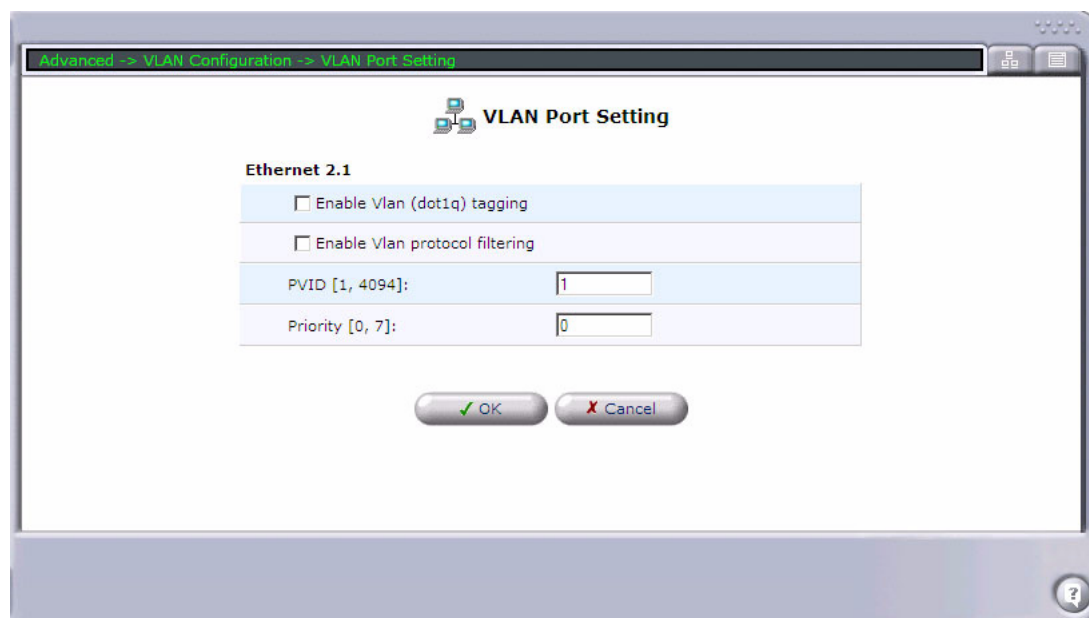 Advanced -> VLAN Configuration -> VLAN Port Setting
VLAN Port Setting
Ethernet 2.1
Enable Vlan (dot1q) tagging
Enable Vlan protocol filtering
PVID [1, 4094]: 1
Priority [0, 7]: 0
OK Cancel
?